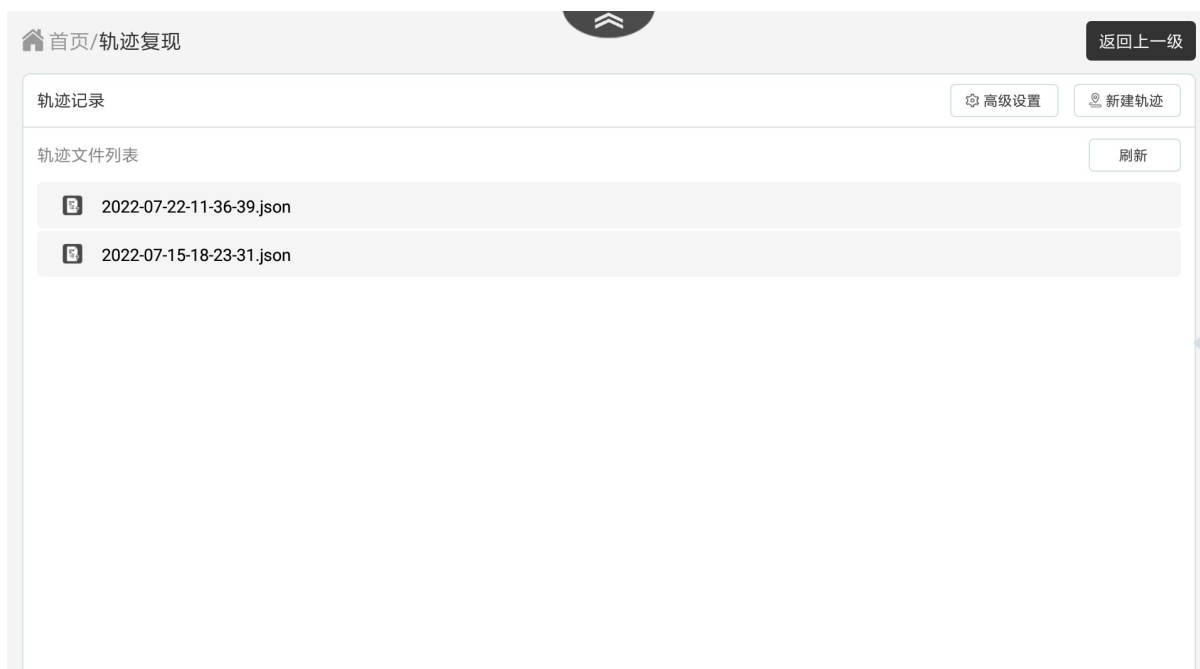 首页/轨迹复现
返回上一级
轨迹记录
高级设置
新建轨迹
轨迹文件列表
刷新
2022-07-22-11-36-39.json
2022-07-15-18-23-31.json